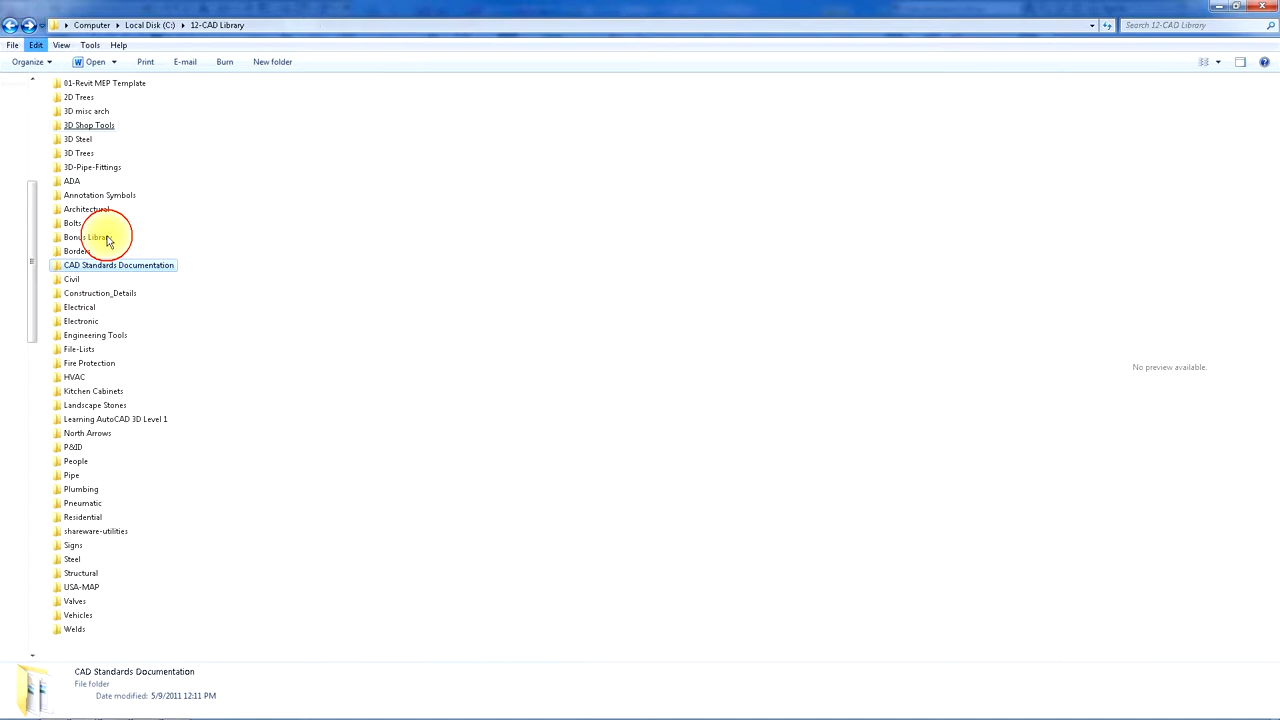 Computer Local Disk (C:) 12-CAD Library
Search 12-CAD Library
File Edit View Tools Help
Organize Open Print E-mail Burn New folder
01-Revit MEP Template
2D Trees
3D misc arch
3D Shop Tools
3D Steel
3D Trees
3D-Pipe-Fittings
ADA
Annotation Symbols
Architectural
Bolts
Bonus Library
Borders
CAD Standards Documentation
Civil
Construction_Details
Electrical
Electronic
Engineering Tools
File-Lists
Fire Protection
HVAC
Kitchen Cabinets
Landscape Stones
Learning AutoCAD 3D Level 1
North Arrows
P&ID
People
Pipe
Plumbing
Pneumatic
Residential
shareware-utilities
Signs
Steel
Structural
USA-MAP
Valves
Vehicles
Welds
No preview available.
CAD Standards Documentation
File folder
Date modified: 5/9/2011 12:11 PM